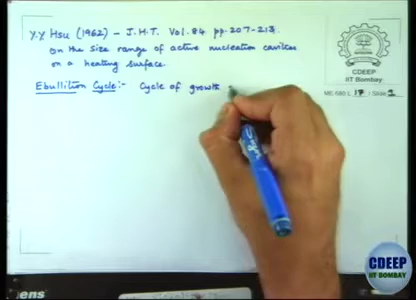 Y.Y Hsu (1962) - J.H.T. Vol. 84 pp. 207-213.
On the size range of active nucleation cavities
on a heating surface.
Ebullition Cycle:- Cycle of growth
CDEEP
IIT Bombay
ME 680 L 17 / Slide 2
CDEEP
IIT BOMBAY